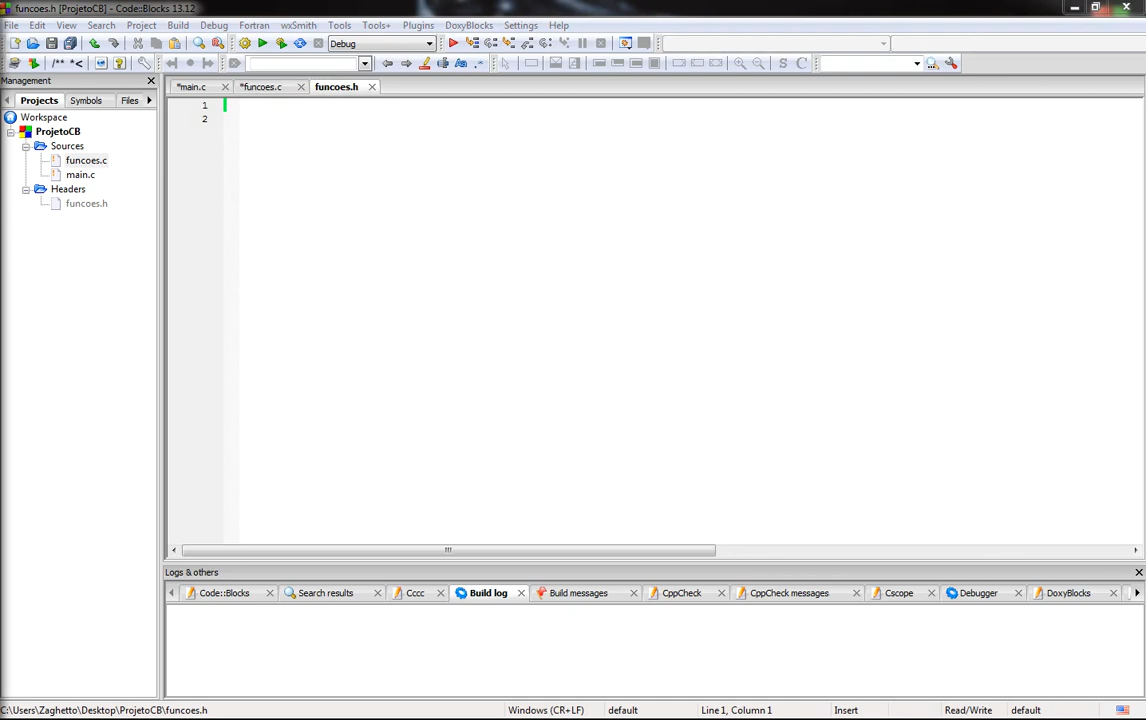 funcoes.h [ProjetoCB] - Code::Blocks 13.12
File Edit View Search Project Build Debug Fortran wxSmith Tools Tools+ Plugins DoxyBlocks Settings Help
Debug
/** *<
S C
Management
Projects Symbols Files
*main.c *funcoes.c funcoes.h
Workspace
ProjetoCB
Sources
funcoes.c
main.c
Headers
funcoes.h
1
2
Logs & others
Code::Blocks Search results Cccc Build log Build messages CppCheck CppCheck messages Cscope Debugger DoxyBlocks
C:\Users\Zaghetto\Desktop\ProjetoCB\funcoes.h Windows (CR+LF) default Line 1, Column 1 Insert Read/Write default